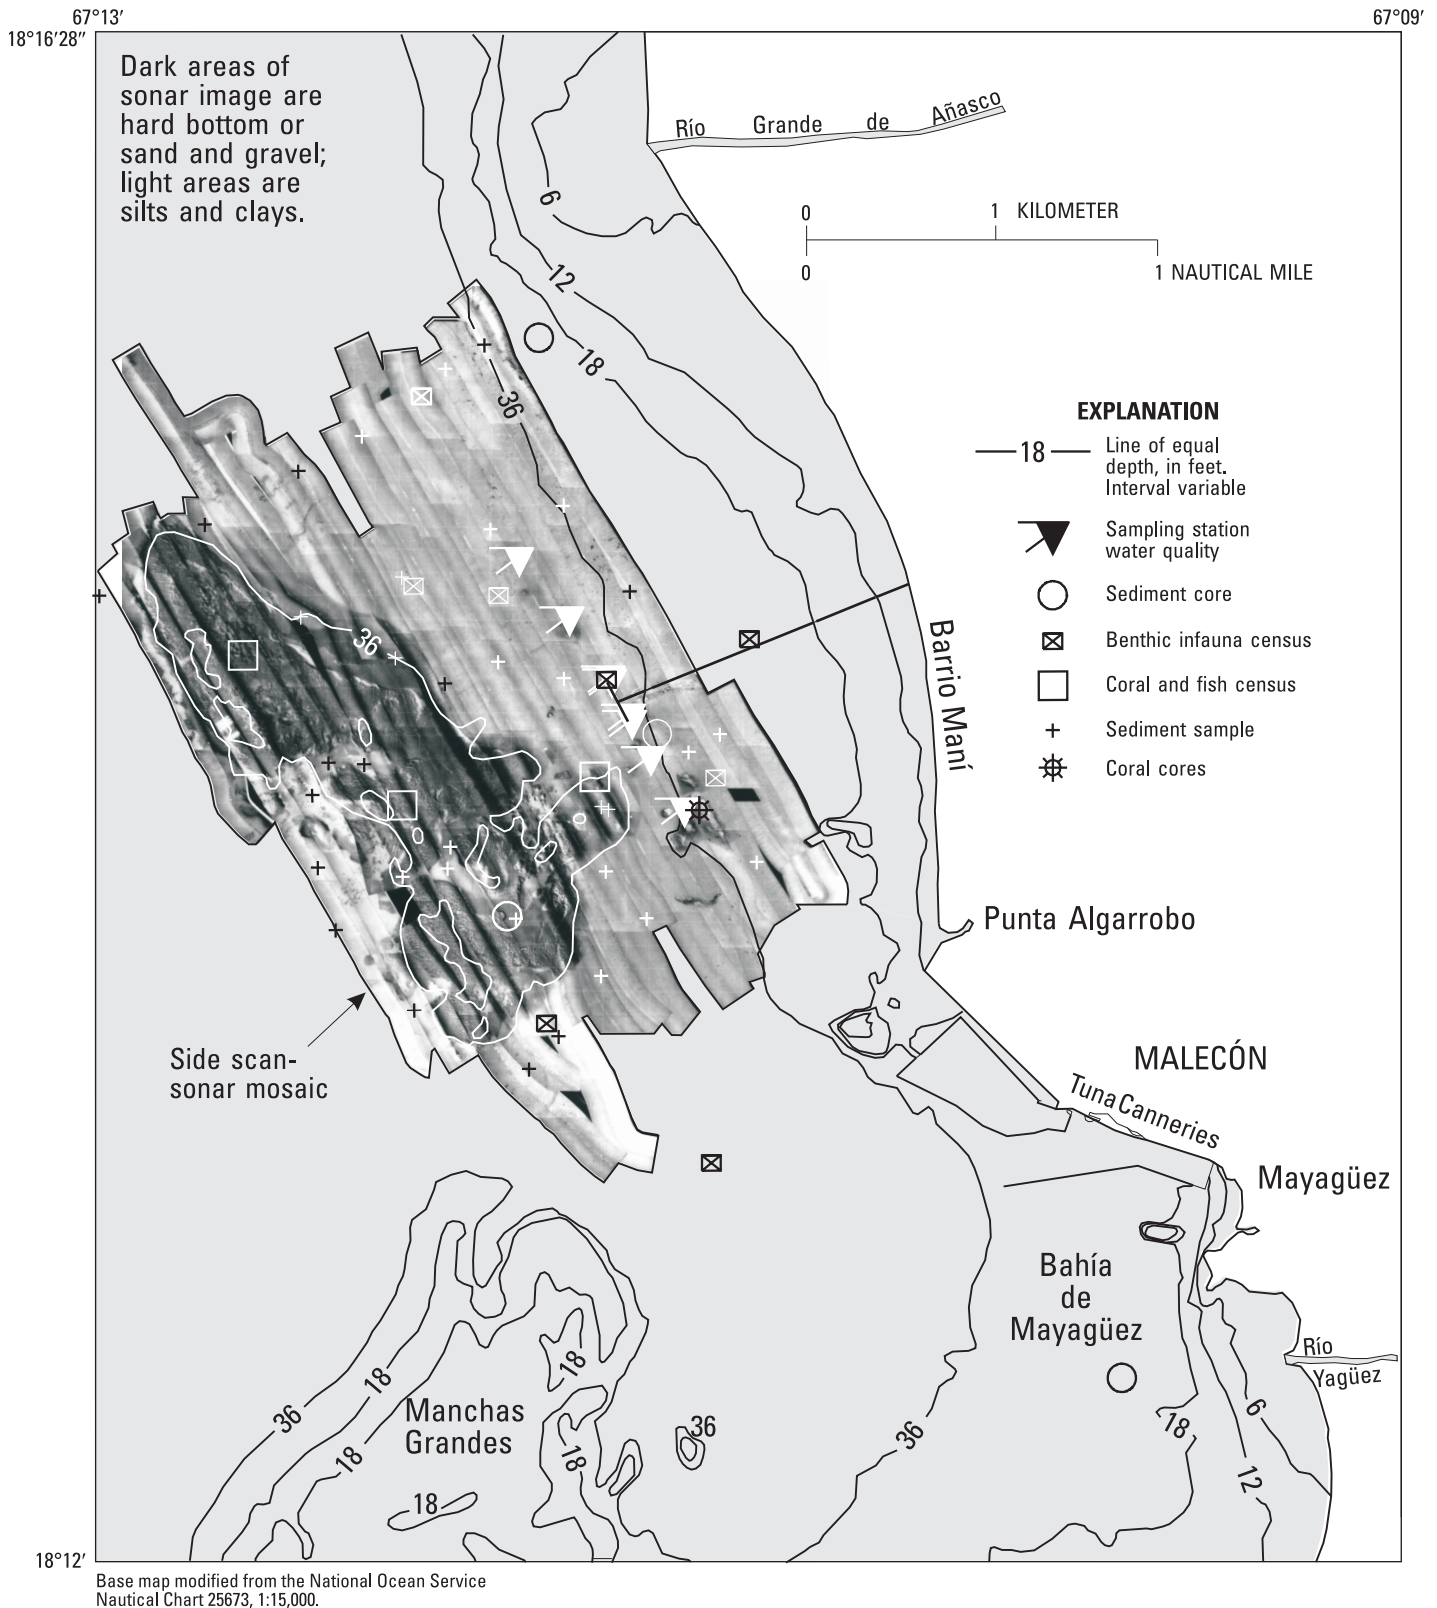 67°13′
67°09′
18°16′28″
Dark areas of
sonar image are
hard bottom or
sand and gravel;
light areas are
silts and clays.
Río Grande de Añasco
6
0 1 KILOMETER
0 1 NAUTICAL MILE
12
18
36
EXPLANATION
18
Line of equal
depth, in feet.
Interval variable
Sampling station
water quality
Sediment core
Benthic infauna census
Coral and fish census
Sediment sample
Coral cores
36
Barrio Maní
Punta Algarrobo
Side scan-
sonar mosaic
MALECÓN
Tuna Canneries
Mayagüez
Bahía
de
Mayagüez
Río
Yagüez
18
18
36
Manchas
Grandes
18
18
18
36
36
18
6
12
18°12′
Base map modified from the National Ocean Service
Nautical Chart 25673, 1:15,000.